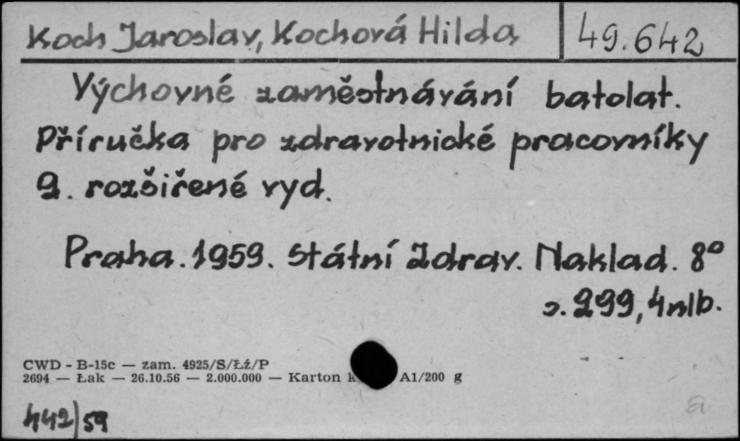 Koch Jaroslav, Kochová Hilda 49.642
Výchovné zaměstnávání batolat.
Příručka pro zdravotnické pracovníky
2. rozšiřené vyd.
Praha. 1959. Státní Zdrav. Naklad. 8°
s. 299, 4 nlb.
CWD - B-15c — zam. 4925/S/Łź/P
2694 — Łak — 26.10.56 — 2.000.000 — Karton A1/200 g
442/59